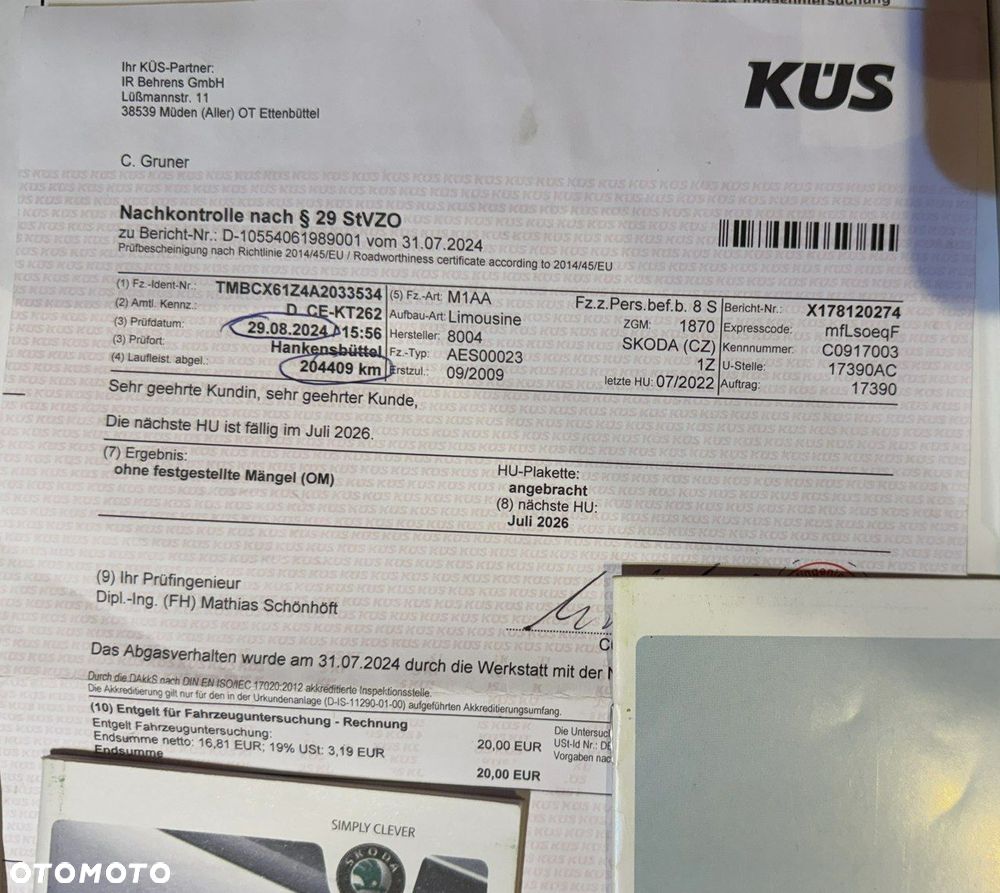 Ihr KÜS-Partner:
IR Behrens GmbH
Lüßmannstr. 11
38539 Müden (Aller) OT Ettenbüttel
KÜS
C. Gruner
Nachkontrolle nach § 29 StVZO
zu Bericht-Nr.: D-10554061989001 vom 31.07.2024
Prüfbescheinigung nach Richtlinie 2014/45/EU / Roadworthiness certificate according to 2014/45/EU
(1) Fz.-Ident-Nr.: TMBCX61Z4A2033534
(2) Amtl. Kennz.: D CE-KT262
(3) Prüfdatum: 29.08.2024 15:56
(3) Prüfort: Hankensbüttel
(4) Laufleist. abgel.: 204409 km
(5) Fz.-Art: M1AA Fz.z.Pers.bef.b. 8 S
Aufbau-Art: Limousine ZGM: 1870
Hersteller: 8004 SKODA (CZ)
Fz.-Typ: AES00023 1Z
Erstzul.: 09/2009 letzte HU: 07/2022
Bericht-Nr.: X178120274
Expresscode: mfLsoeqF
Kennnummer: C0917003
U-Stelle: 17390AC
Auftrag: 17390
Sehr geehrte Kundin, sehr geehrter Kunde,
Die nächste HU ist fällig im Juli 2026.
(7) Ergebnis:
ohne festgestellte Mängel (OM)
HU-Plakette:
angebracht
(8) nächste HU:
Juli 2026
(9) Ihr Prüfingenieur
Dipl.-Ing. (FH) Mathias Schönhöft
Das Abgasverhalten wurde am 31.07.2024 durch die Werkstatt mit der
Durch die DAkkS nach DIN EN ISO/IEC 17020:2012 akkreditierte Inspektionsstelle.
Die Akkreditierung gilt nur für den in der Urkundenanlage (D-IS-11290-01-00) aufgeführten Akkreditierungsumfang.
(10) Entgelt für Fahrzeuguntersuchung - Rechnung
Entgelt Fahrzeuguntersuchung: 20,00 EUR
Endsumme netto: 16,81 EUR; 19% USt: 3,19 EUR
Endsumme 20,00 EUR
Die Untersuc
USt-Id Nr.: DE
Vorgaben nac
SIMPLY CLEVER
SKODA
OTOMOTO